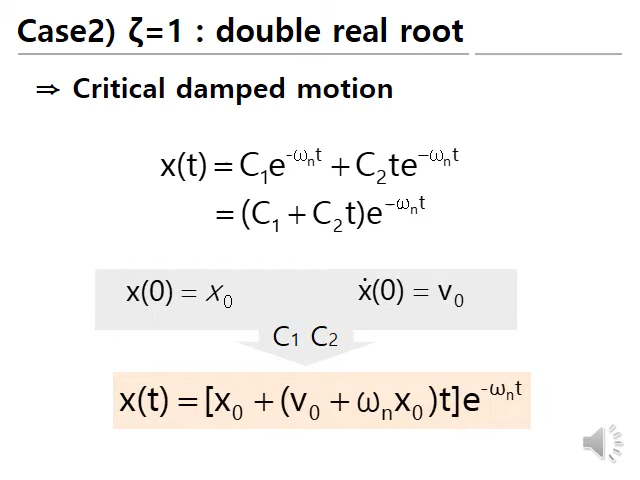 Case2) ζ=1 : double real root
⇒ Critical damped motion
x(t) = C₁e^{-ωₙt} + C₂te^{-ωₙt}
= (C₁ + C₂t)e^{-ωₙt}
x(0) = x₀ ẋ(0) = v₀
C₁ C₂
x(t) = [x₀ + (v₀ + ωₙx₀)t]e^{-ωₙt}